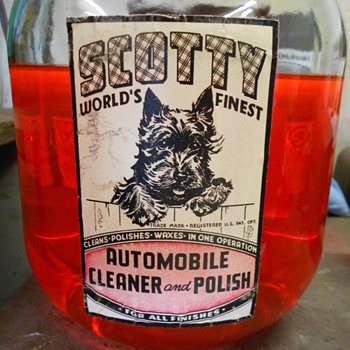 SCOTTY
WORLD'S FINEST
TRADE MARK • REGISTERED U.S. PAT. OFF.
CLEANS • POLISHES • WAXES • IN ONE OPERATION
AUTOMOBILE
CLEANER and POLISH
• FOR ALL FINISHES •